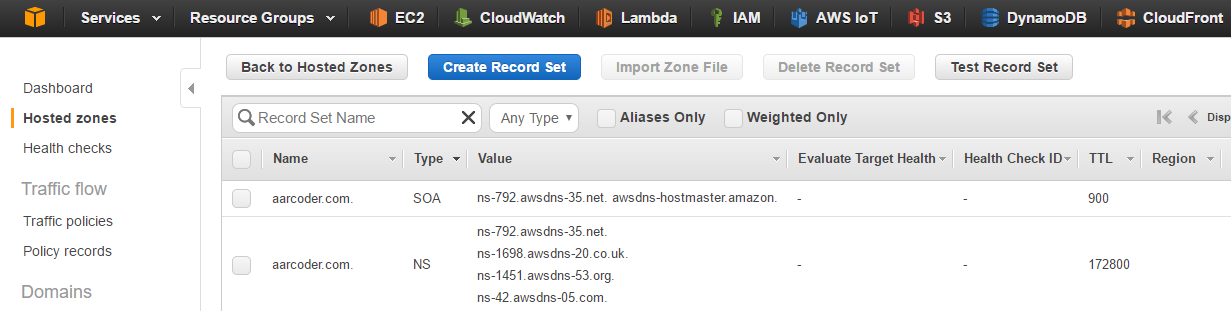 Services Resource Groups EC2 CloudWatch Lambda IAM AWS IoT S3 DynamoDB CloudFront
Dashboard
Hosted zones
Health checks
Traffic flow
Traffic policies
Policy records
Domains
Back to Hosted Zones Create Record Set Import Zone File Delete Record Set Test Record Set
Record Set Name Any Type Aliases Only Weighted Only Disp
Name Type Value Evaluate Target Health Health Check ID TTL Region
aarcoder.com. SOA ns-792.awsdns-35.net. awsdns-hostmaster.amazon. - - 900
ns-792.awsdns-35.net.
ns-1698.awsdns-20.co.uk.
aarcoder.com. NS - - 172800
ns-1451.awsdns-53.org.
ns-42.awsdns-05.com.